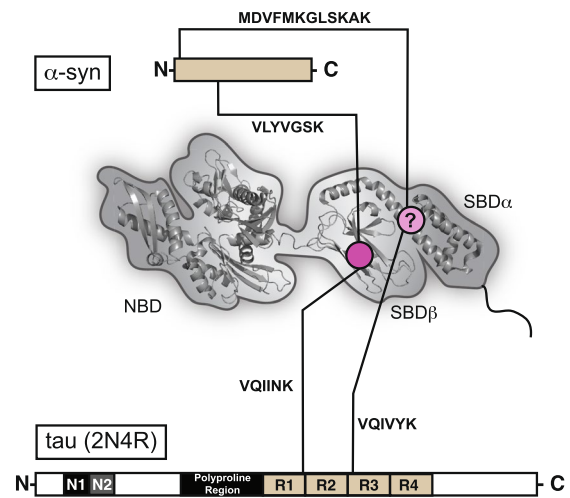 MDVFMKGLSKAK
α-syn
N
C
VLYVGSK
?
SBDα
NBD
SBDβ
VQIINK
VQIVYK
tau (2N4R)
N
N1
N2
Polyproline
Region
R1
R2
R3
R4
C